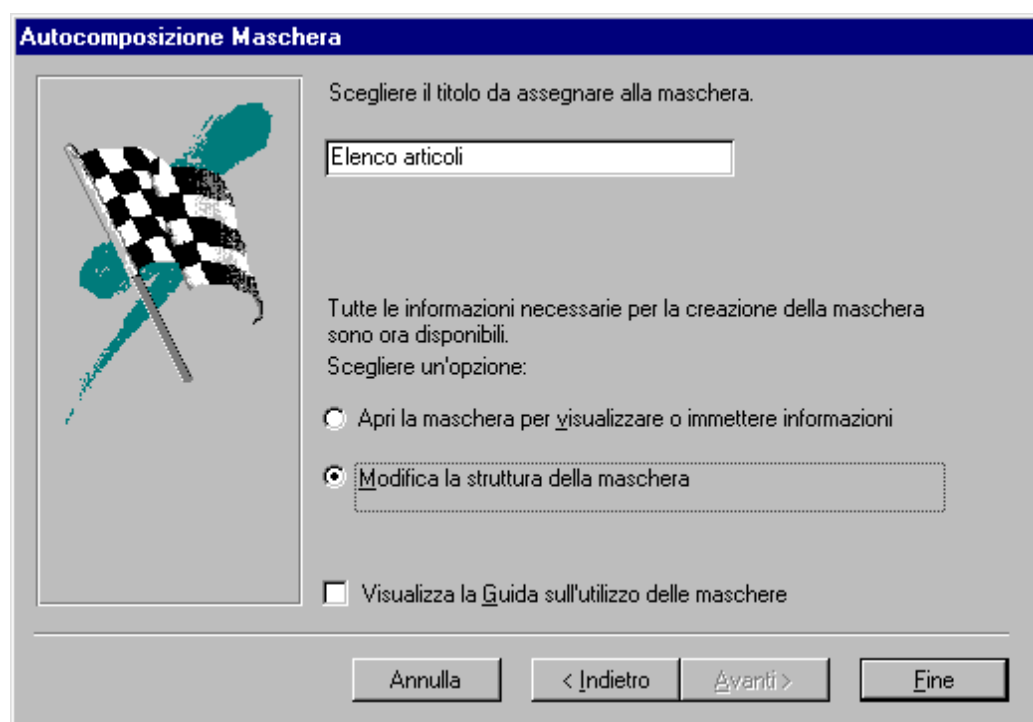 Autocomposizione Maschera
Scegliere il titolo da assegnare alla maschera.
Elenco articoli
Tutte le informazioni necessarie per la creazione della maschera
sono ora disponibili.
Scegliere un'opzione:
Apri la maschera per visualizzare o immettere informazioni
Modifica la struttura della maschera
Visualizza la Guida sull'utilizzo delle maschere
Annulla < Indietro Avanti > Fine